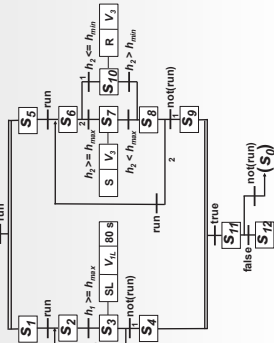 run
S1
S5
run
run
S2
S6
1
2
h1 >= hmax
h2 >= hmax
h2 <= hmin
S3
SL
V1L
80 s
S7
S
V3
S10
R
V3
not(run)
1
h2 < hmax
h2 > hmin
S4
S8
run
2
not(run)
1
S9
true
S11
false
not(run)
S12
(S0)